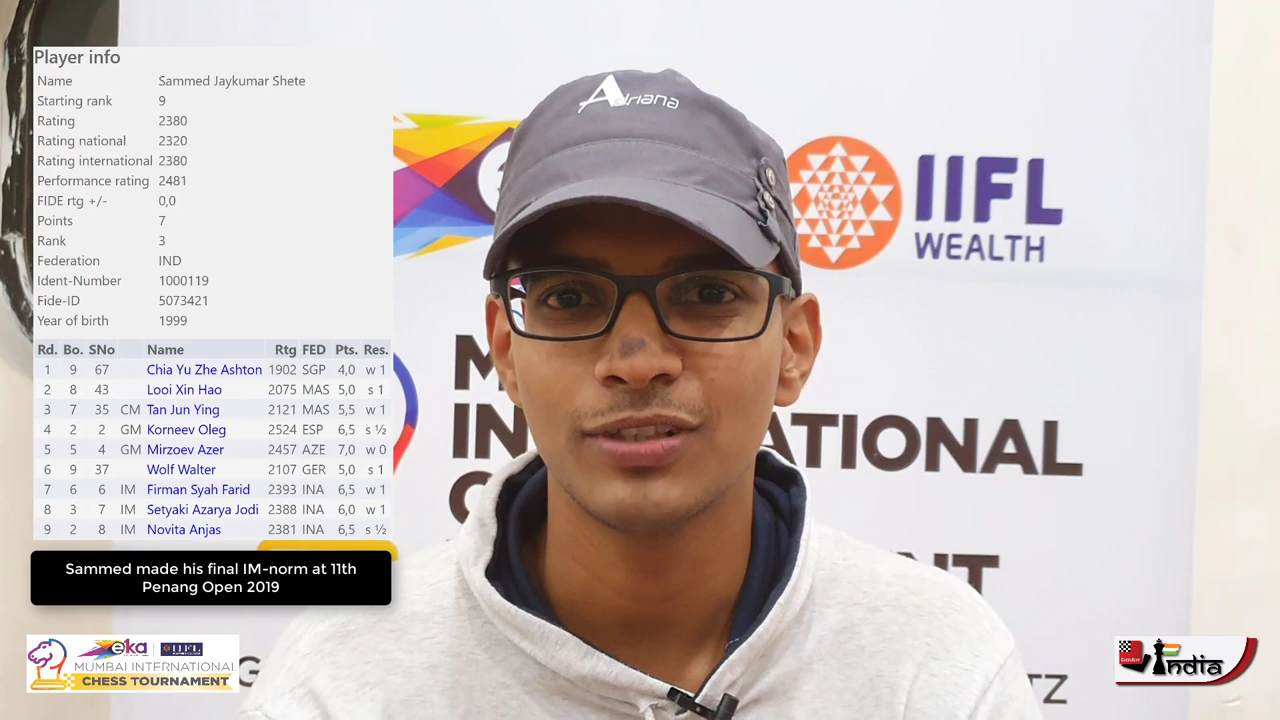 Player info
Name Sammed Jaykumar Shete
Starting rank 9
Rating 2380
Rating national 2320
Rating international 2380
Performance rating 2481
FIDE rtg +/- 0,0
Points 7
Rank 3
Federation IND
Ident-Number 1000119
Fide-ID 5073421
Year of birth 1999
Rd. Bo. SNo Name Rtg FED Pts. Res.
1 9 67 Chia Yu Zhe Ashton 1902 SGP 4,0 w 1
2 8 43 Looi Xin Hao 2075 MAS 5,0 s 1
3 7 35 CM Tan Jun Ying 2121 MAS 5,5 w 1
4 2 2 GM Korneev Oleg 2524 ESP 6,5 s ½
5 5 4 GM Mirzoev Azer 2457 AZE 7,0 w 0
6 9 37 Wolf Walter 2107 GER 5,0 s 1
7 6 6 IM Firman Syah Farid 2393 INA 6,5 w 1
8 3 7 IM Setyaki Azarya Jodi 2388 INA 6,0 w 1
9 2 8 IM Novita Anjas 2381 INA 6,5 s ½
Sammed made his final IM-norm at 11th
Penang Open 2019
Adriana
IIFL
WEALTH
M
IN ATIONAL
NT
TZ
eka IIFL
MUMBAI INTERNATIONAL
CHESS TOURNAMENT
India